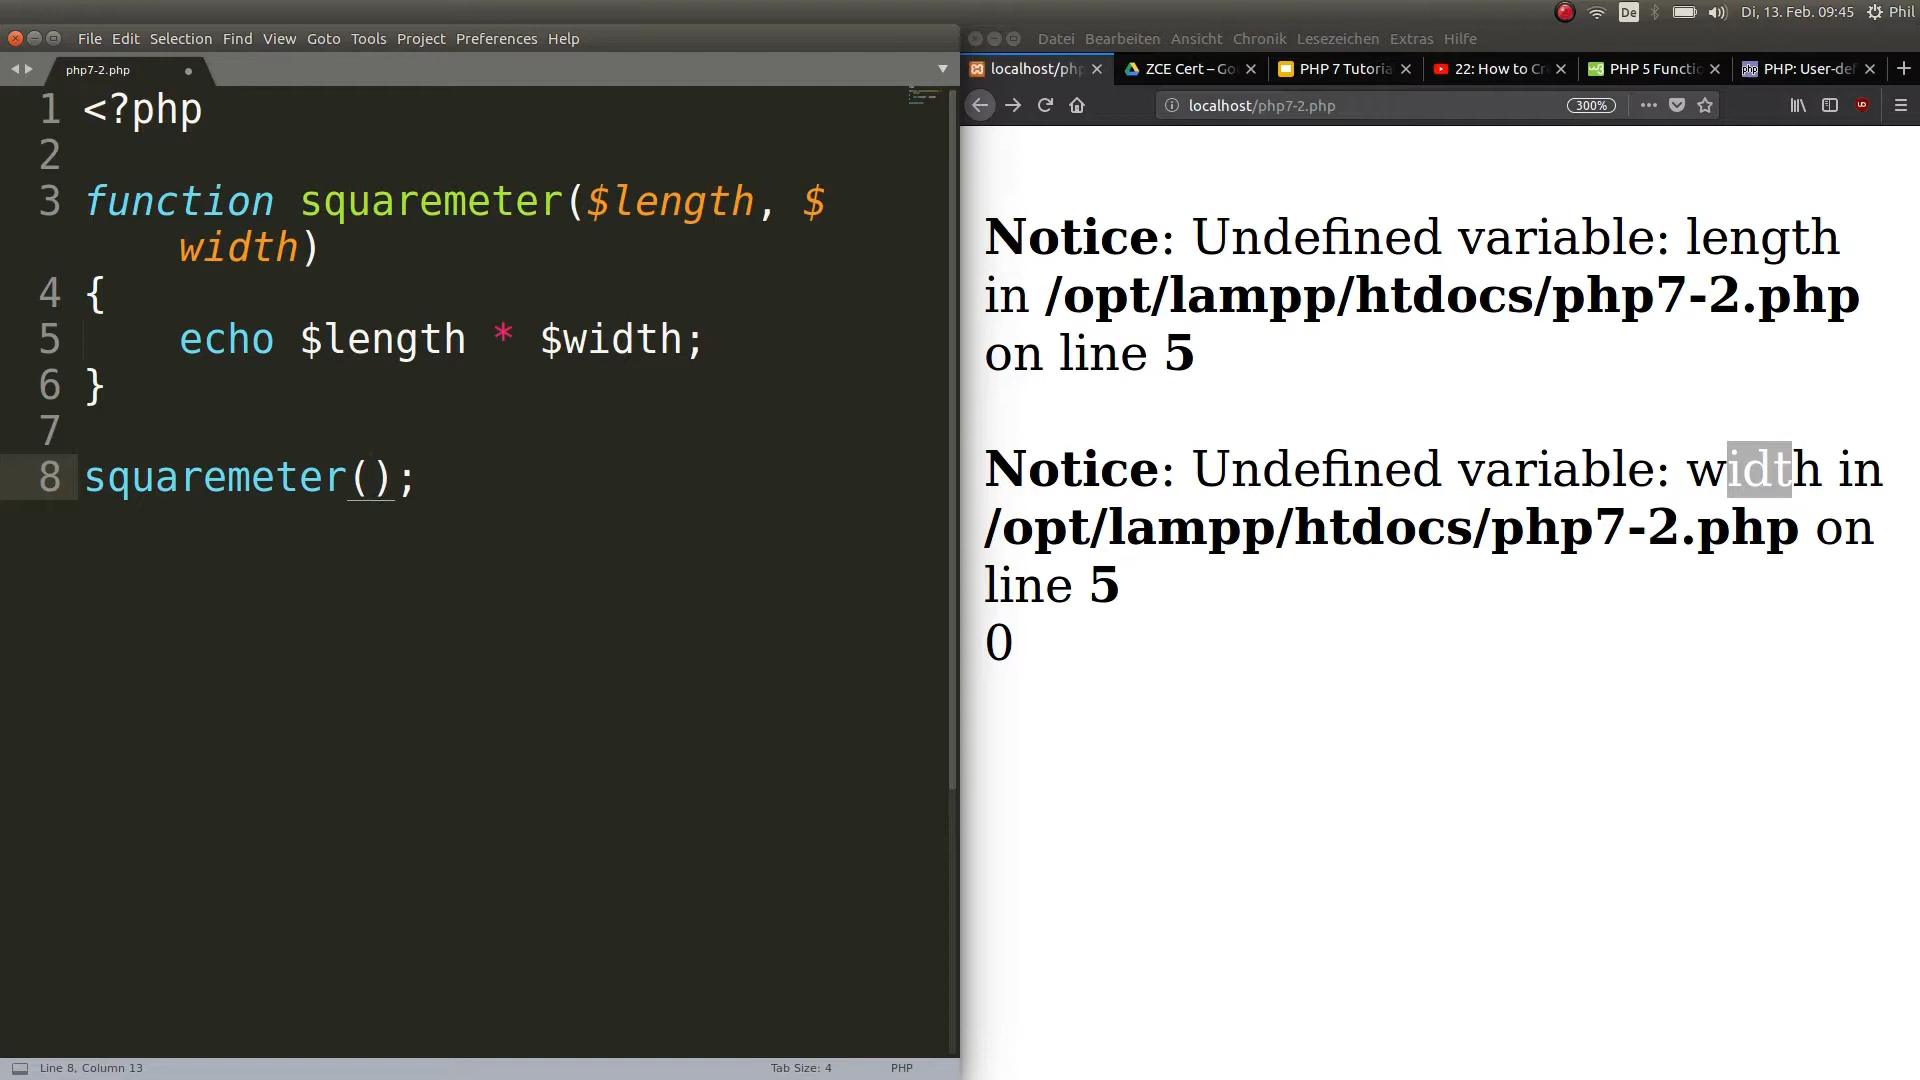 De
Di, 13. Feb. 09:45
Phil
File Edit Selection Find View Goto Tools Project Preferences Help
Datei Bearbeiten Ansicht Chronik Lesezeichen Extras Hilfe
php7-2.php
localhost/php
ZCE Cert – Go
PHP 7 Tutoria
22: How to Cr
PHP 5 Functio
PHP: User-def
localhost/php7-2.php
300%
1 <?php
2
3 function squaremeter($length, $
width)
4 {
5 echo $length * $width;
6 }
7
8 squaremeter();
Notice: Undefined variable: length
in /opt/lampp/htdocs/php7-2.php
on line 5
Notice: Undefined variable: width in
/opt/lampp/htdocs/php7-2.php on
line 5
0
Line 8, Column 13
Tab Size: 4
PHP